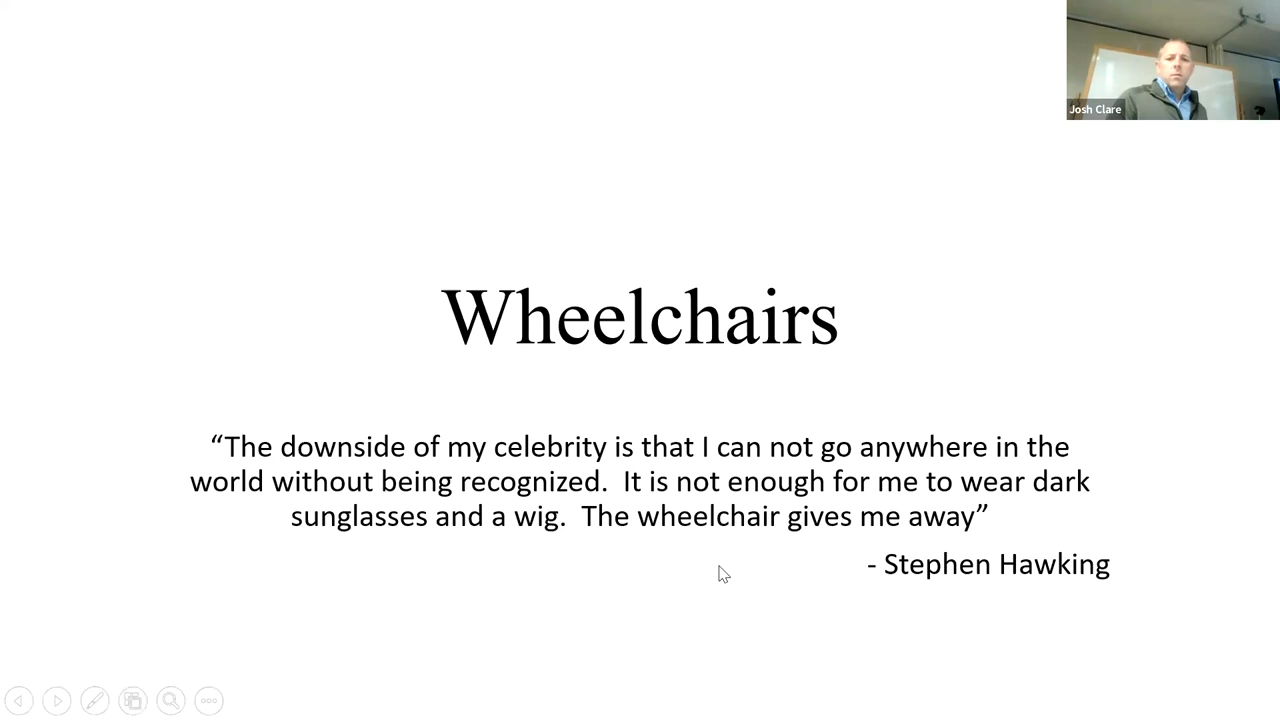 Josh Clare
Wheelchairs
“The downside of my celebrity is that I can not go anywhere in the
world without being recognized.  It is not enough for me to wear dark
sunglasses and a wig.  The wheelchair gives me away”
- Stephen Hawking